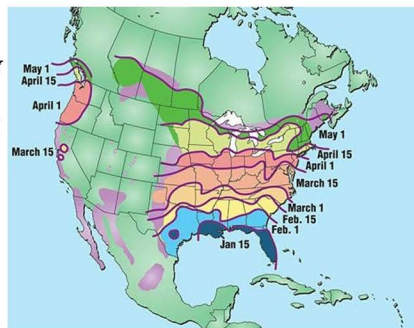 May 1
April 15
April 1
March 15
May 1
April 15
April 1
March 15
March 1
Feb. 15
Feb. 1
Jan 15